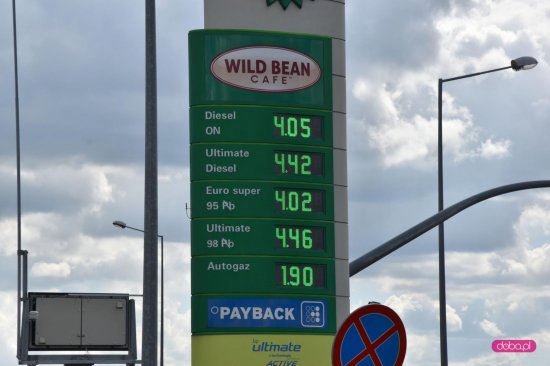 WILD BEAN
CAFE
Diesel
ON
4.05
Ultimate
Diesel
4.42
Euro super
95 Pb
4.02
Ultimate
98 Pb
4.46
Autogaz
1.90
PAYBACK
ultimate
ACTIVE
doba.pl